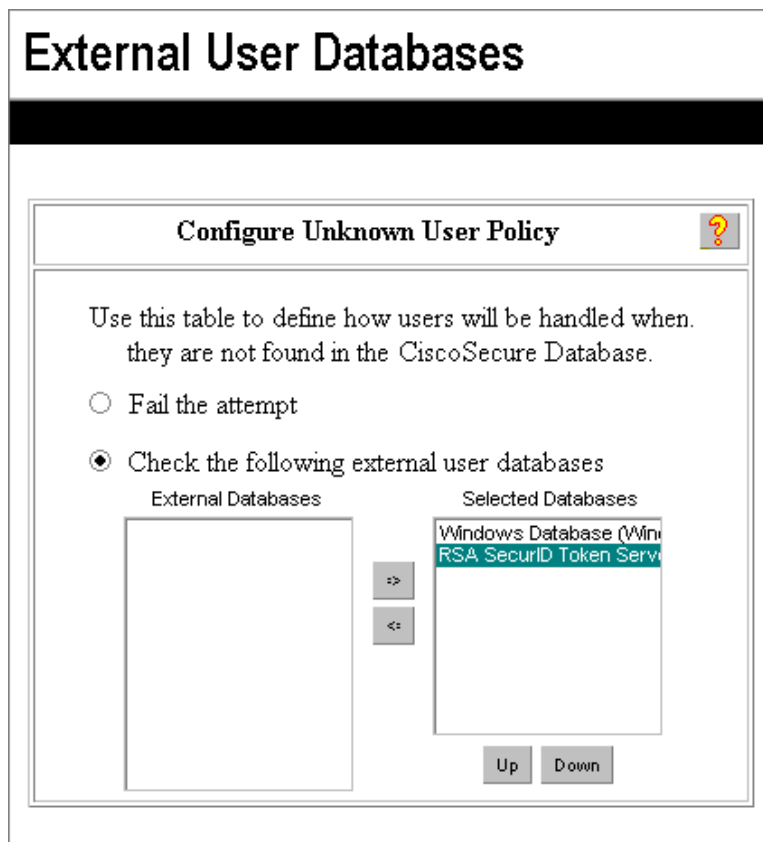 External User Databases
Configure Unknown User Policy
?
Use this table to define how users will be handled when.
they are not found in the CiscoSecure Database.
Fail the attempt
Check the following external user databases
External Databases
Selected Databases
Windows Database (Win
RSA SecurID Token Serv
=>
<=
Up
Down